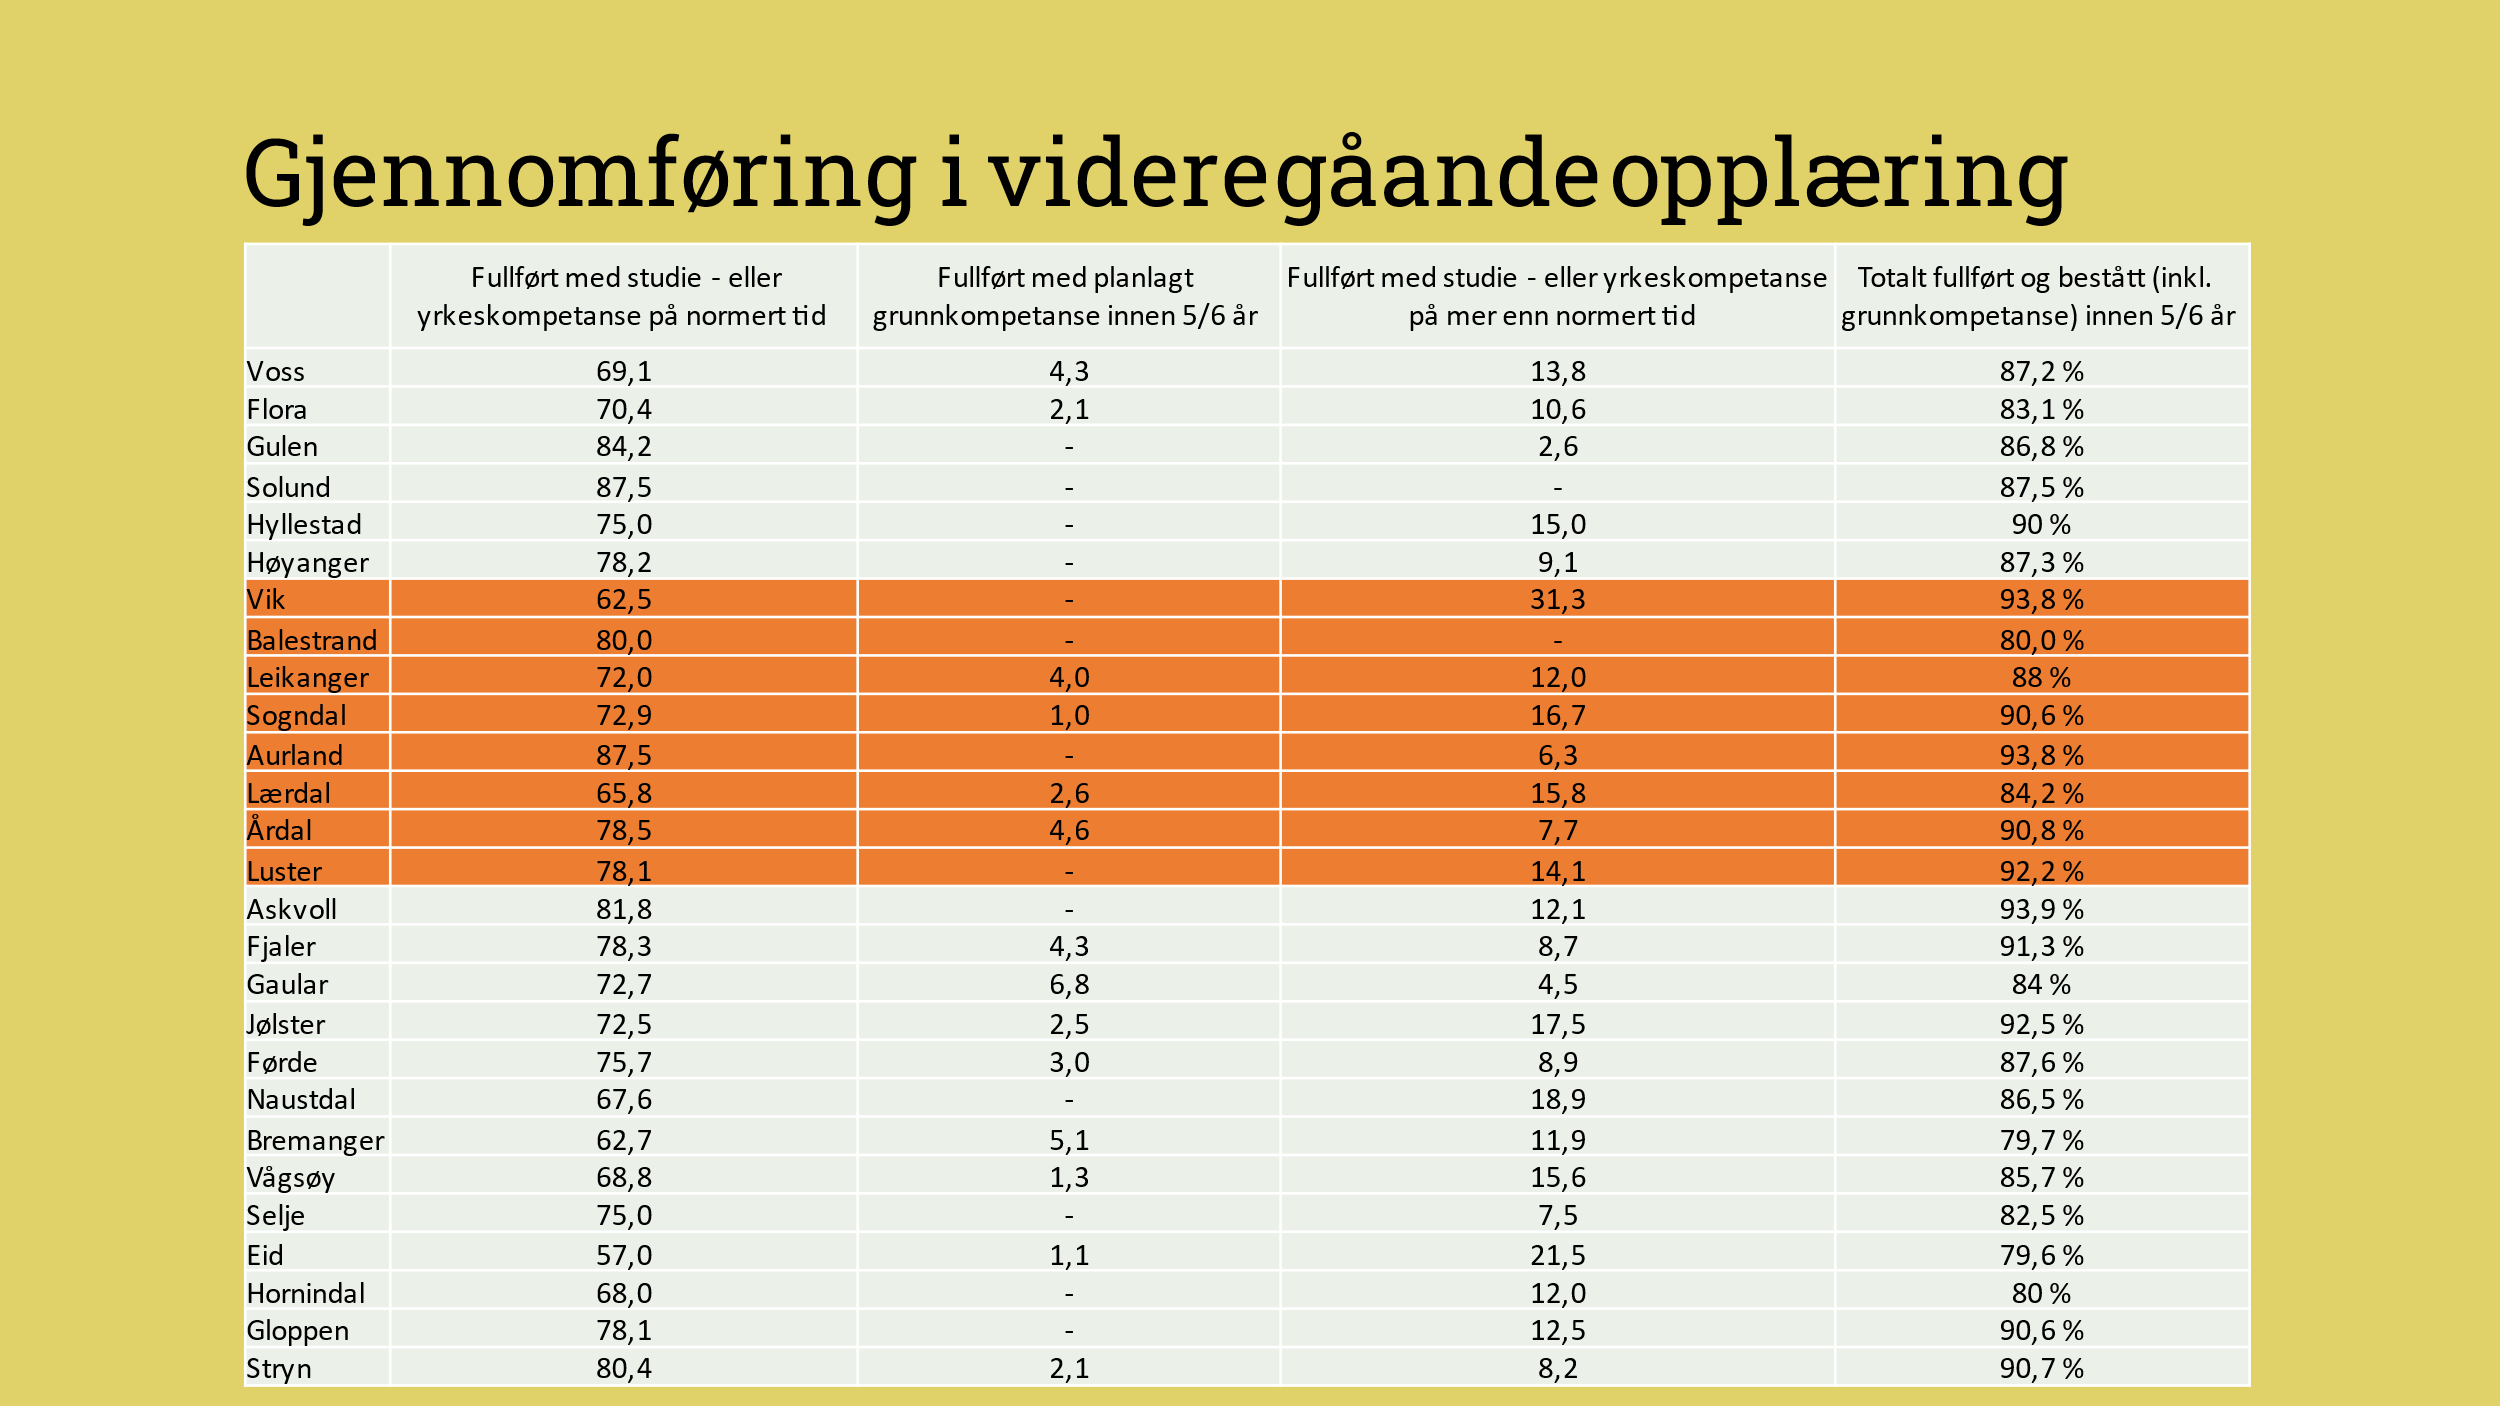 Gjennomføring i videregåande opplæring
Fullført med studie - eller yrkeskompetanse på normert tid | Fullført med planlagt grunnkompetanse innen 5/6 år | Fullført med studie - eller yrkeskompetanse på mer enn normert tid | Totalt fullført og bestått (inkl. grunnkompetanse) innen 5/6 år
Voss 69,1 4,3 13,8 87,2 %
Flora 70,4 2,1 10,6 83,1 %
Gulen 84,2 - 2,6 86,8 %
Solund 87,5 - - 87,5 %
Hyllestad 75,0 - 15,0 90 %
Høyanger 78,2 - 9,1 87,3 %
Vik 62,5 - 31,3 93,8 %
Balestrand 80,0 - - 80,0 %
Leikanger 72,0 4,0 12,0 88 %
Sogndal 72,9 1,0 16,7 90,6 %
Aurland 87,5 - 6,3 93,8 %
Lærdal 65,8 2,6 15,8 84,2 %
Årdal 78,5 4,6 7,7 90,8 %
Luster 78,1 - 14,1 92,2 %
Askvoll 81,8 - 12,1 93,9 %
Fjaler 78,3 4,3 8,7 91,3 %
Gaular 72,7 6,8 4,5 84 %
Jølster 72,5 2,5 17,5 92,5 %
Førde 75,7 3,0 8,9 87,6 %
Naustdal 67,6 - 18,9 86,5 %
Bremanger 62,7 5,1 11,9 79,7 %
Vågsøy 68,8 1,3 15,6 85,7 %
Selje 75,0 - 7,5 82,5 %
Eid 57,0 1,1 21,5 79,6 %
Hornindal 68,0 - 12,0 80 %
Gloppen 78,1 - 12,5 90,6 %
Stryn 80,4 2,1 8,2 90,7 %